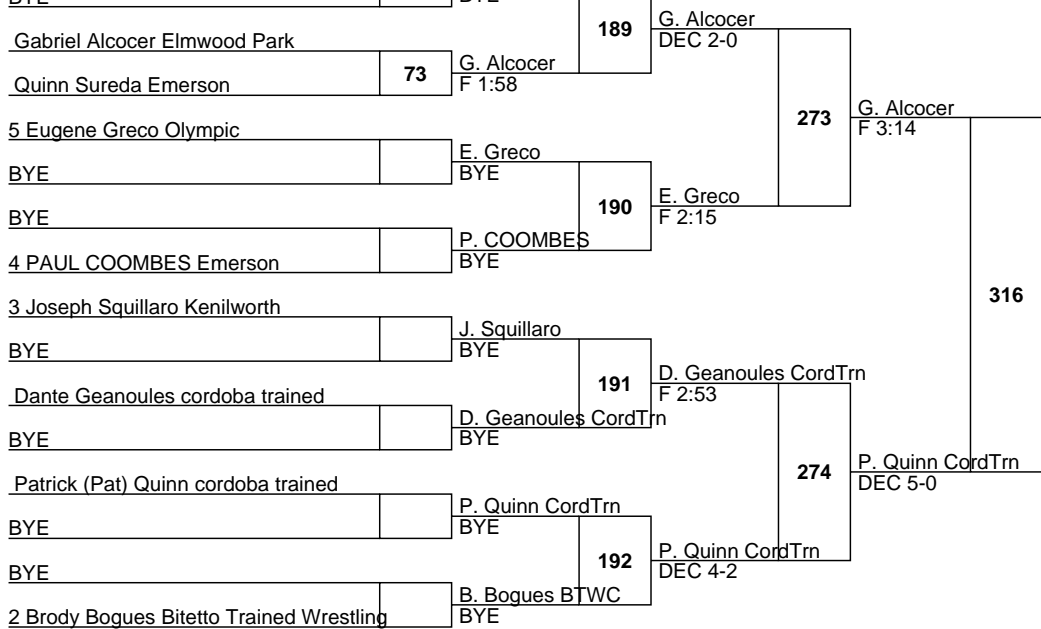 Gabriel Alcocer Elmwood Park
Quinn Sureda Emerson
5 Eugene Greco Olympic
BYE
BYE
4 PAUL COOMBES Emerson
3 Joseph Squillaro Kenilworth
BYE
Dante Geanoules cordoba trained
BYE
Patrick (Pat) Quinn cordoba trained
BYE
BYE
2 Brody Bogues Bitetto Trained Wrestling
73
G. Alcocer
F 1:58
E. Greco
BYE
P. COOMBES
BYE
J. Squillaro
BYE
D. Geanoules CordTrn
BYE
P. Quinn CordTrn
BYE
B. Bogues BTWC
BYE
189
190
191
192
G. Alcocer
DEC 2-0
E. Greco
F 2:15
D. Geanoules CordTrn
F 2:53
P. Quinn CordTrn
DEC 4-2
273
274
G. Alcocer
F 3:14
P. Quinn CordTrn
DEC 5-0
316